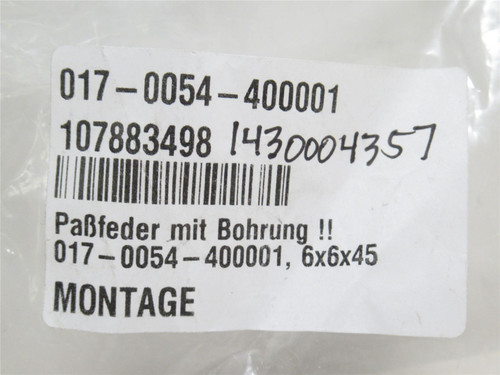 017-0054-400001
107883498 1430004357
Paßfeder mit Bohrung !!
017-0054-400001, 6x6x45
MONTAGE